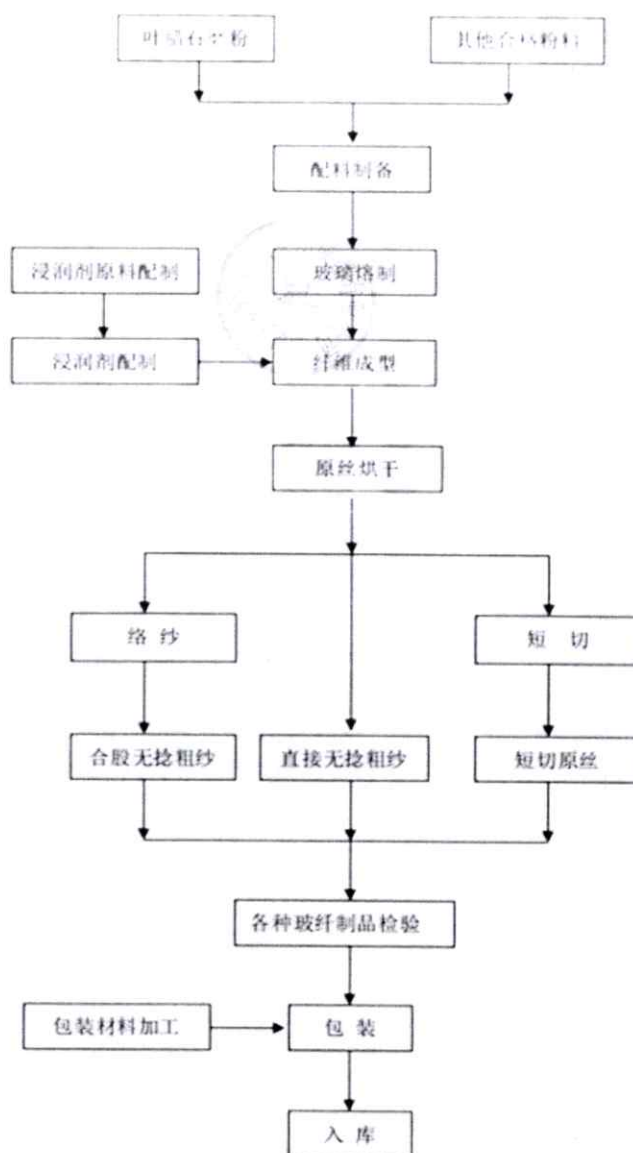 叶腊石粉
其他合格粉料
配料制备
浸润剂原料配制
玻璃熔制
浸润剂配制
纤维成型
原丝烘干
络 纱
短 切
合股无捻粗纱
直接无捻粗纱
短切原丝
各种玻纤制品检验
包装材料加工
包 装
入 库